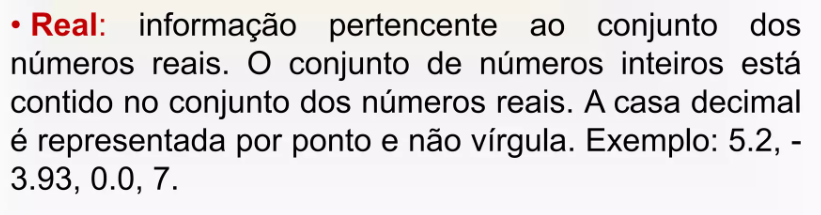 • Real: informação pertencente ao conjunto dos
números reais. O conjunto de números inteiros está
contido no conjunto dos números reais. A casa decimal
é representada por ponto e não vírgula. Exemplo: 5.2, -
3.93, 0.0, 7.